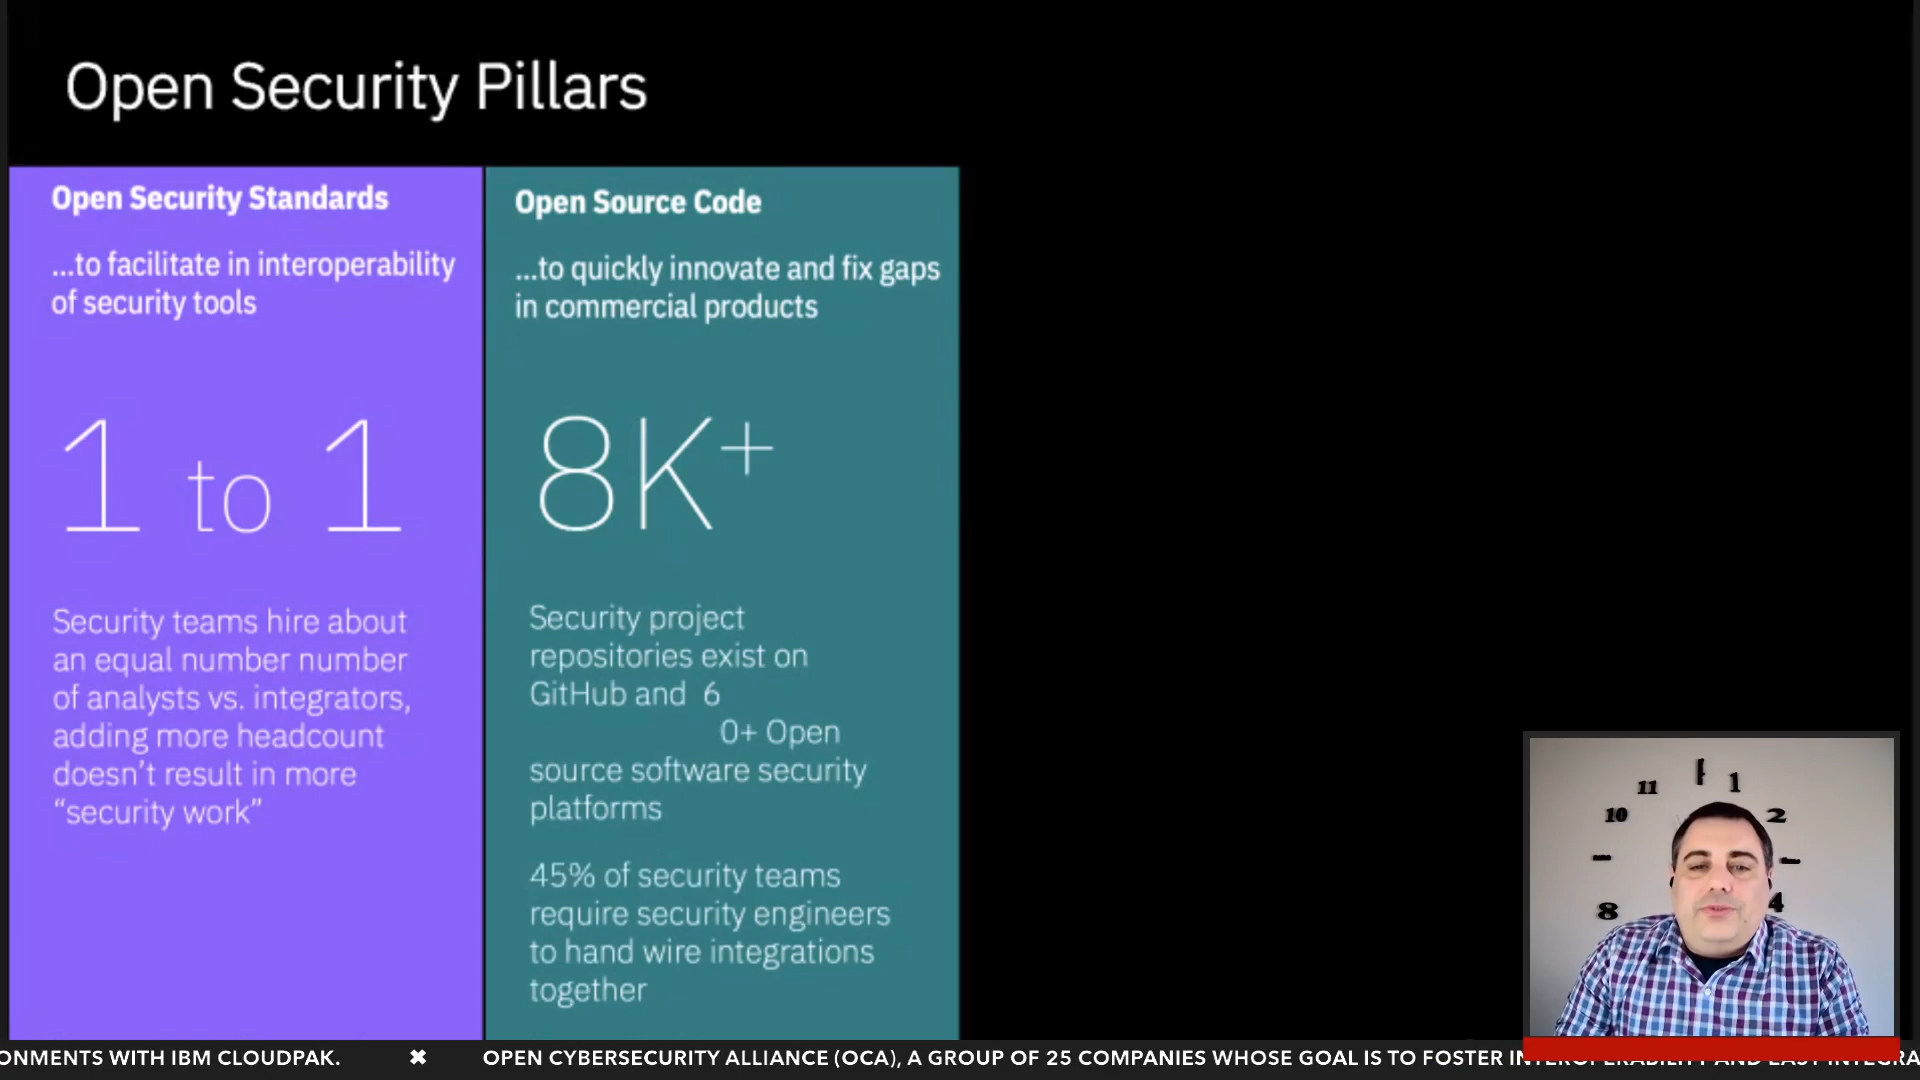 Open Security Pillars
Open Security Standards
...to facilitate in interoperability
of security tools
1 to 1
Security teams hire about
an equal number number
of analysts vs. integrators,
adding more headcount
doesn't result in more
“security work”
Open Source Code
...to quickly innovate and fix gaps
in commercial products
8K+
Security project
repositories exist on
GitHub and 6
0+ Open
source software security
platforms
45% of security teams
require security engineers
to hand wire integrations
together
11
1
10
2
8
4
ONMENTS WITH IBM CLOUDPAK. ✖ OPEN CYBERSECURITY ALLIANCE (OCA), A GROUP OF 25 COMPANIES WHOSE GOAL IS TO FOSTER INTEROPERABILITY AND EASY INTEGRA